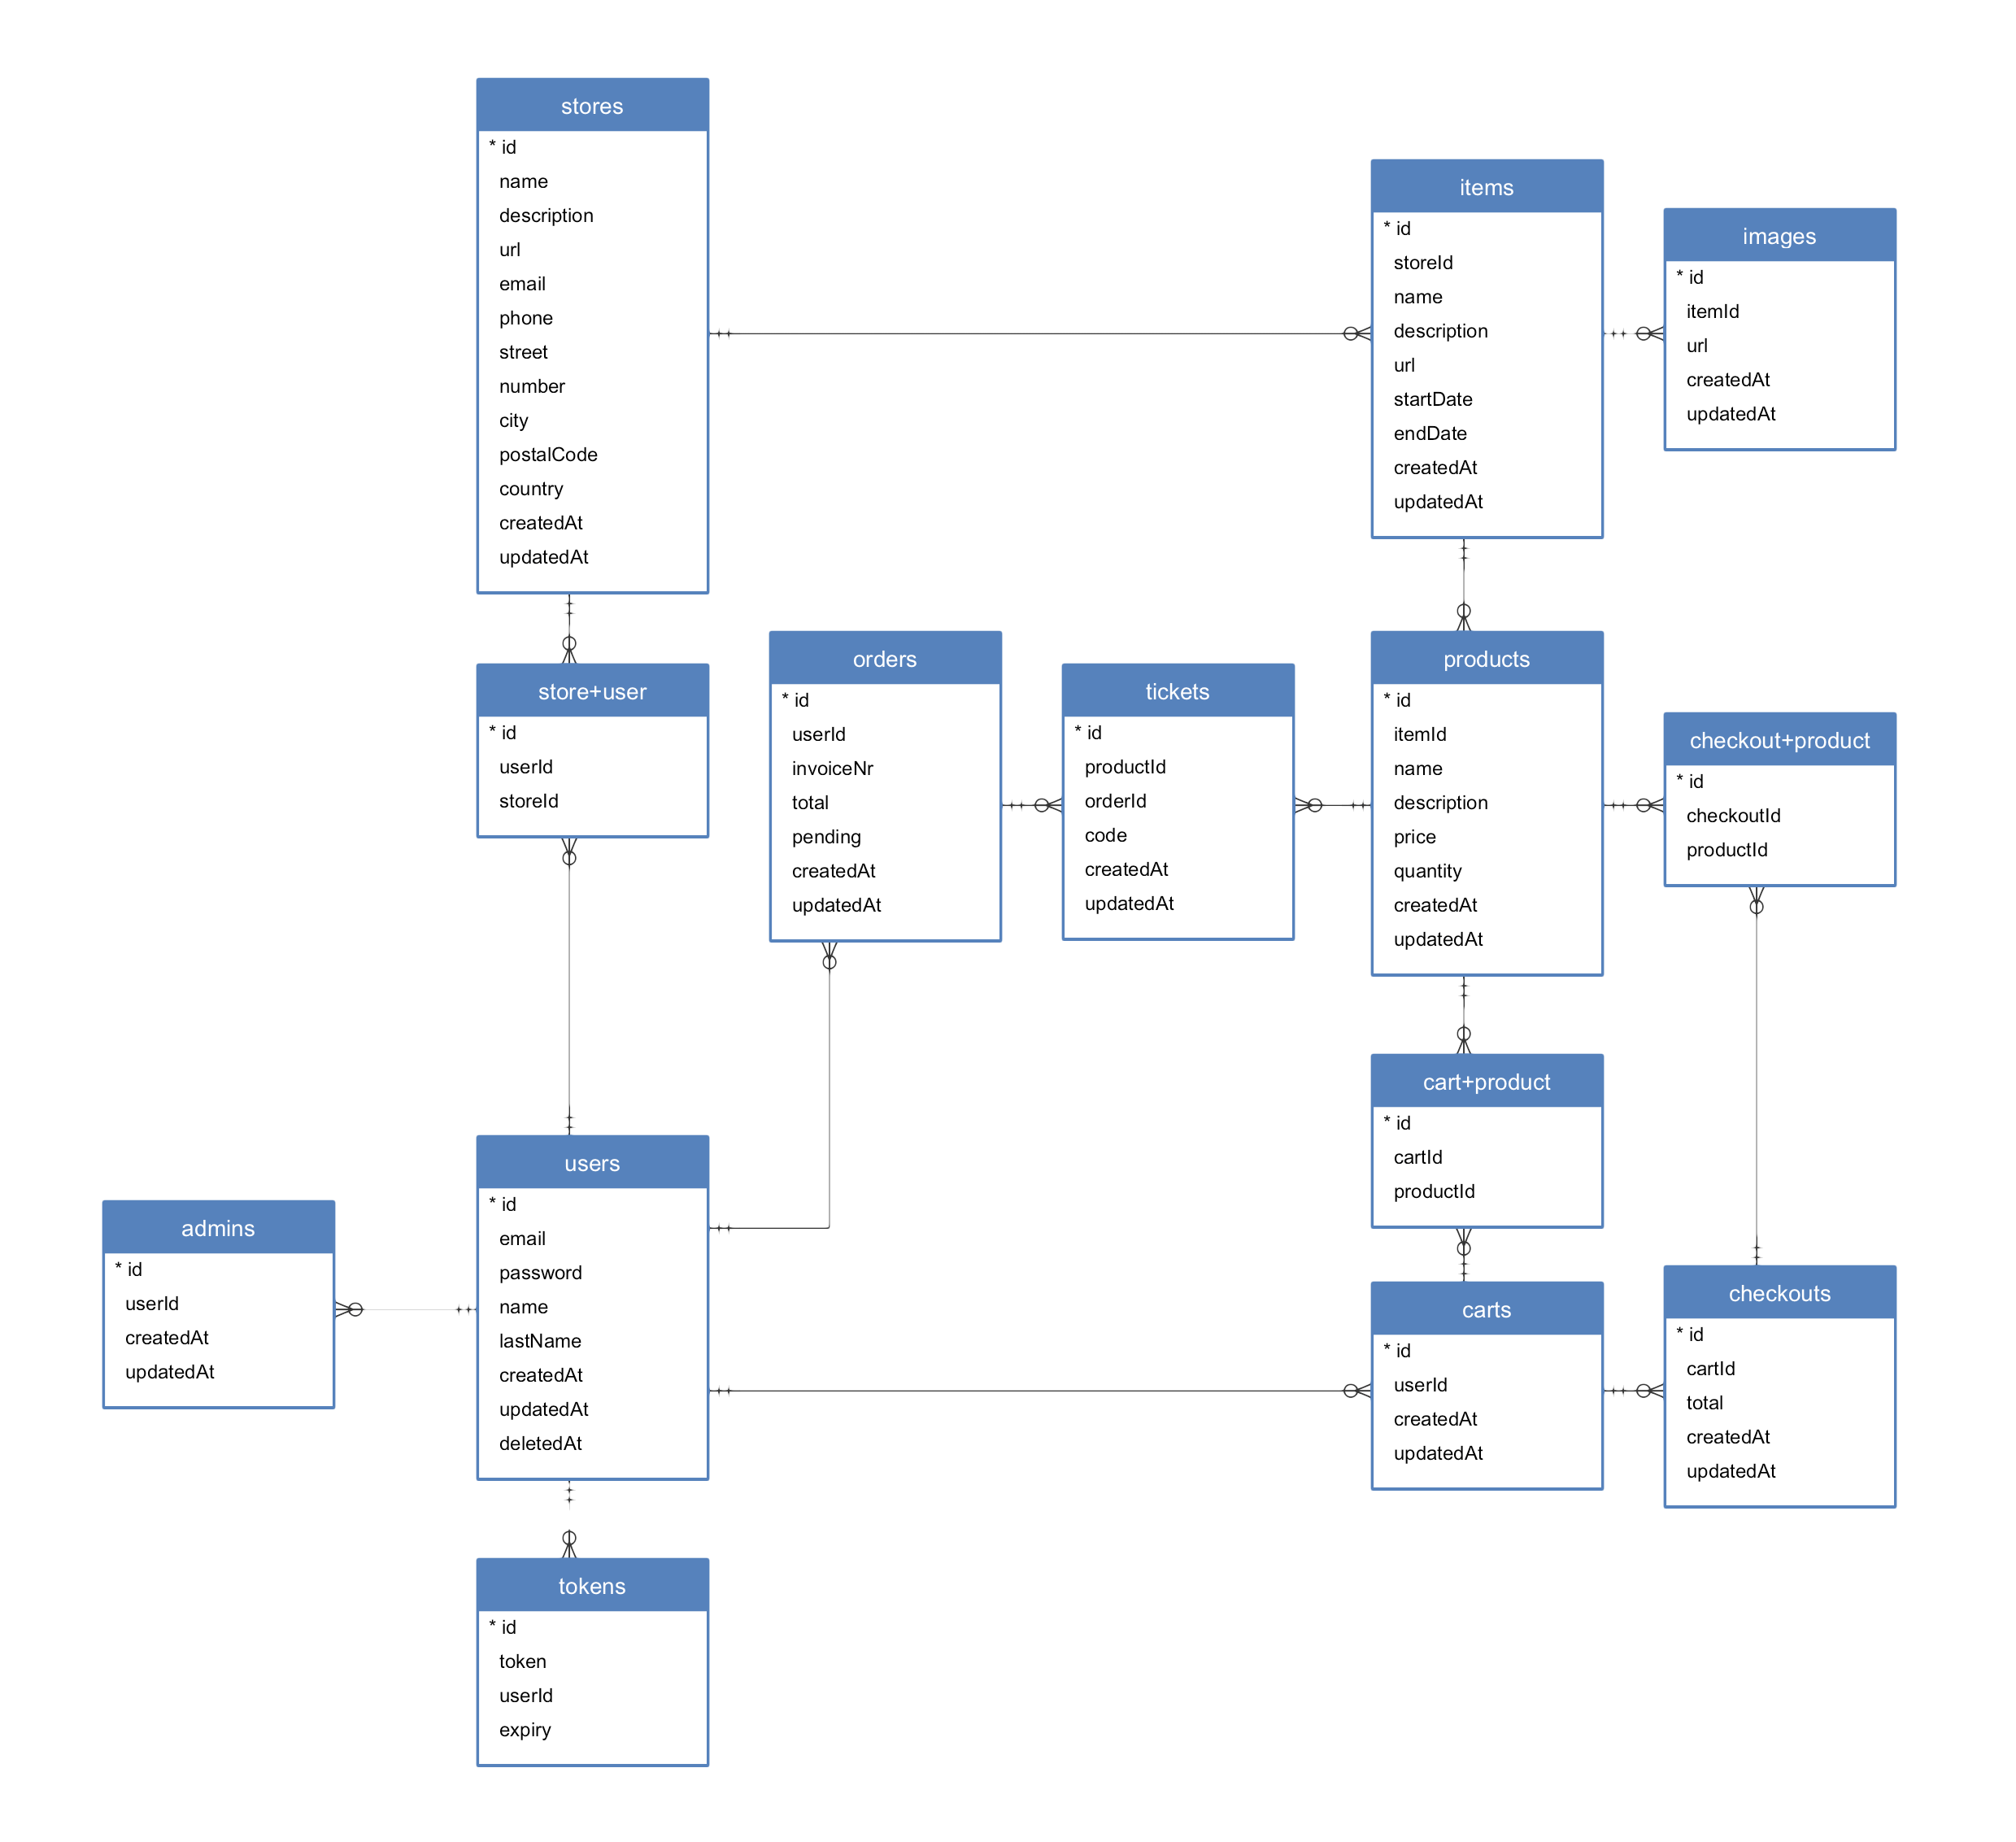 stores
* id
name
description
url
email
phone
street
number
city
postalCode
country
createdAt
updatedAt
items
* id
storeId
name
description
url
startDate
endDate
createdAt
updatedAt
images
* id
itemId
url
createdAt
updatedAt
store+user
* id
userId
storeId
orders
* id
userId
invoiceNr
total
pending
createdAt
updatedAt
tickets
* id
productId
orderId
code
createdAt
updatedAt
products
* id
itemId
name
description
price
quantity
createdAt
updatedAt
checkout+product
* id
checkoutId
productId
cart+product
* id
cartId
productId
admins
* id
userId
createdAt
updatedAt
users
* id
email
password
name
lastName
createdAt
updatedAt
deletedAt
carts
* id
userId
createdAt
updatedAt
checkouts
* id
cartId
total
createdAt
updatedAt
tokens
* id
token
userId
expiry